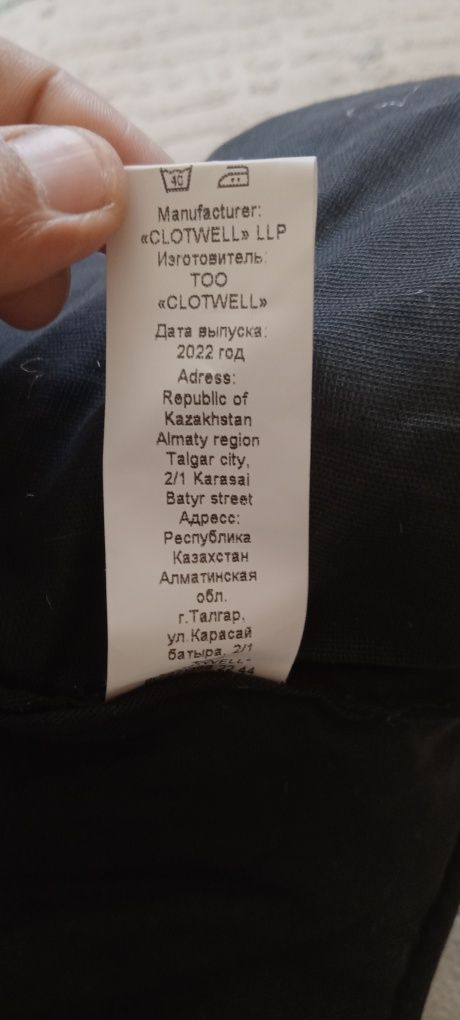 40
Manufacturer:
«CLOTWELL» LLP
Изготовитель:
ТОО
«CLOTWELL»
Дата выпуска:
2022 год
Adress:
Republic of
Kazakhstan
Almaty region
Talgar city,
2/1 Karasai
Batyr street
Адресс:
Республика
Казахстан
Алматинская
обл.
г.Талгар,
ул.Карасай
батыра, 2/1